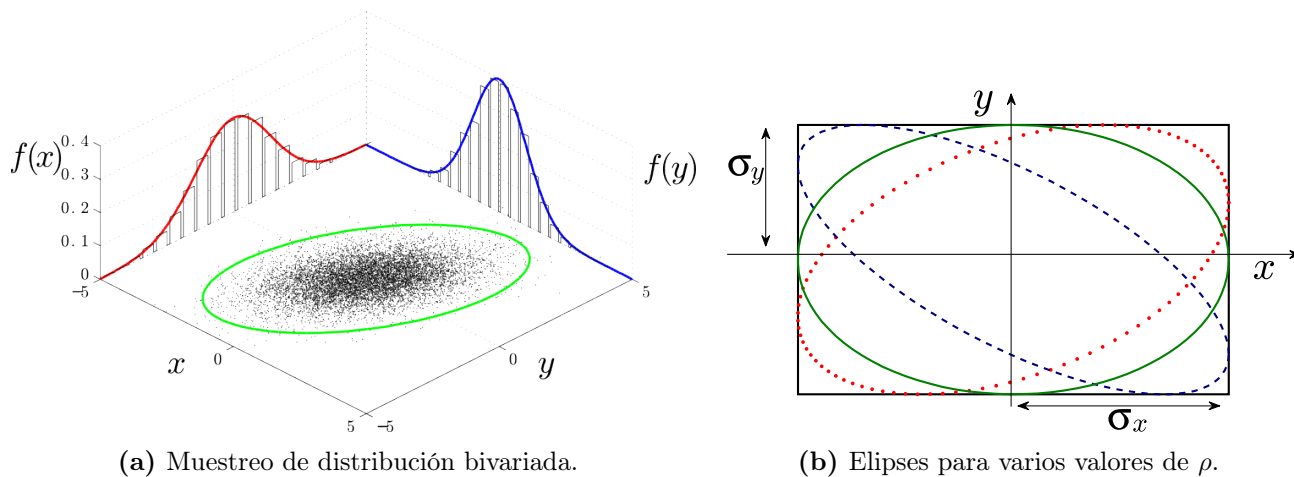 f(x)
0.4
0.3
0.2
0.1
0
−5
x
0
5
−5
y
0
5
f(y)
(a) Muestreo de distribución bivariada.
y
σy
x
σx
(b) Elipses para varios valores de ρ.